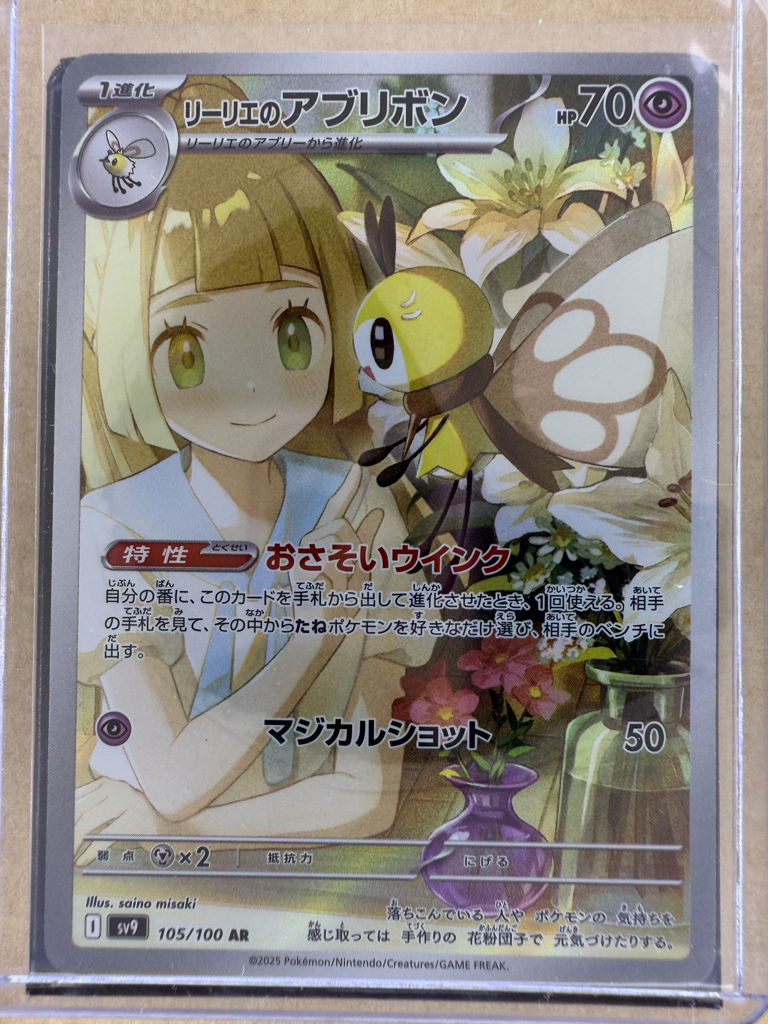 1進化
リーリエのアブリボン
HP70
リーリエのアブリーから進化
特性 とくせい おさそいウインク
自分の番に、このカードを手札から出して進化させたとき、1回使える。相手
の手札を見て、その中からたねポケモンを好きなだけ選び、相手のベンチに
出す。
マジカルショット 50
弱点 ×2 抵抗力 にげる
Illus. saino misaki
落ちこんでいる 人や ポケモンの 気持ちを
感じ取っては 手作りの 花粉団子で 元気づけたりする。
I sv9 105/100 AR
©2025 Pokémon/Nintendo/Creatures/GAME FREAK.